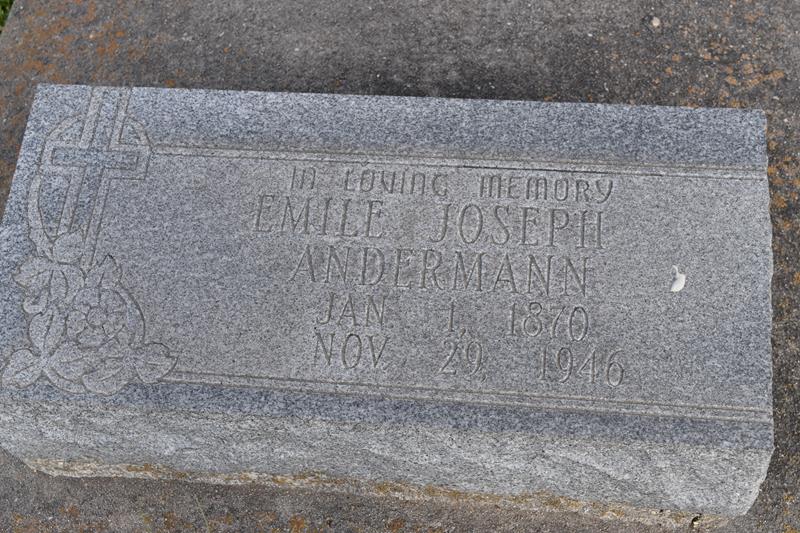 IN LOVING MEMORY
EMILE JOSEPH
ANDERMANN
JAN 1, 1870
NOV. 29, 1946